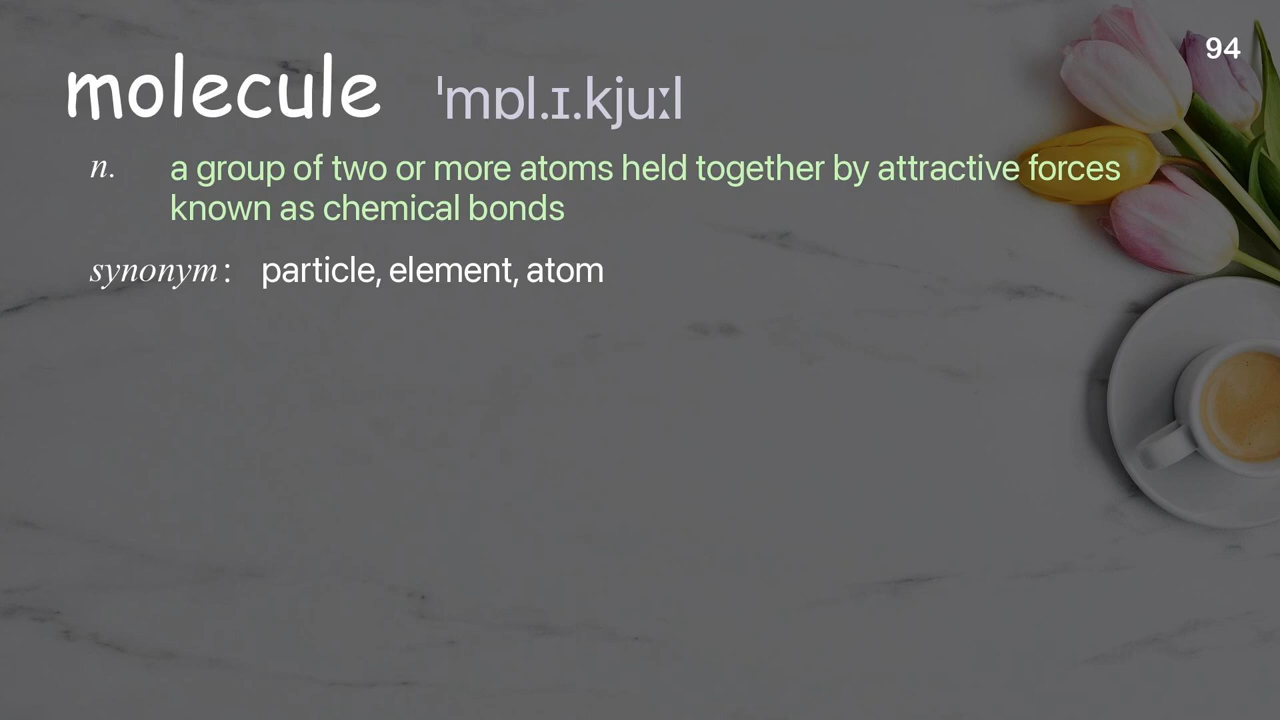 94
molecule ˈmɒl.ɪ.kjuːl
n. a group of two or more atoms held together by attractive forces
known as chemical bonds
synonym: particle, element, atom